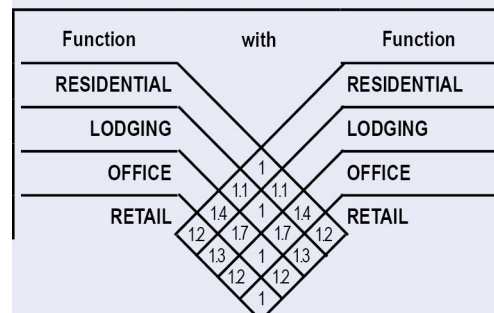 Function with Function
RESIDENTIAL RESIDENTIAL
LODGING LODGING
OFFICE OFFICE
RETAIL RETAIL
1
1.1 1.1
1.4 1 1.4
1.2 1.7 1.7 1.2
1.3 1 1.3
1.2 1.2
1